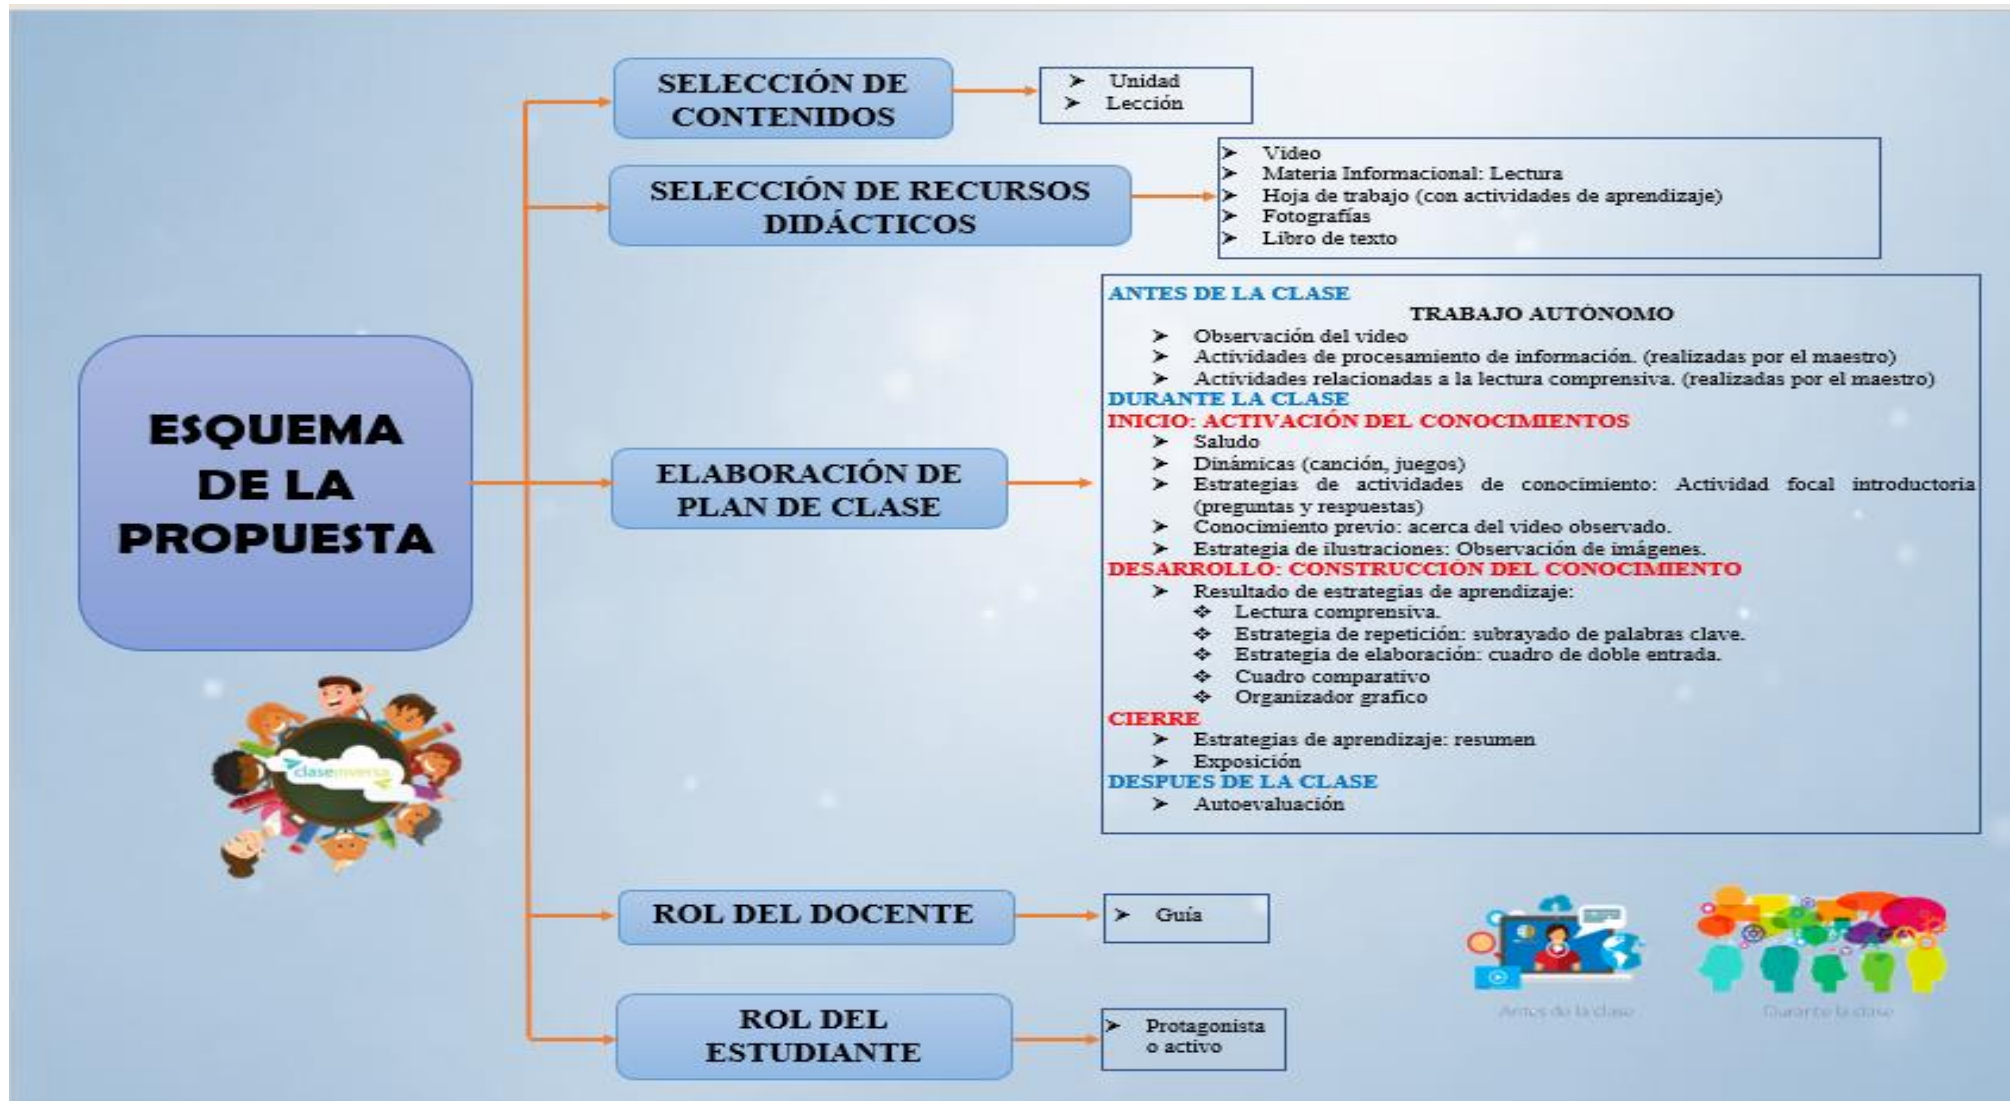 ESQUEMA
DE LA
PROPUESTA
claseinversa
SELECCIÓN DE
CONTENIDOS
➤ Unidad
➤ Lección
SELECCIÓN DE RECURSOS
DIDÁCTICOS
➤ Video
➤ Materia Informacional: Lectura
➤ Hoja de trabajo (con actividades de aprendizaje)
➤ Fotografías
➤ Libro de texto
ELABORACIÓN DE
PLAN DE CLASE
ANTES DE LA CLASE
TRABAJO AUTÓNOMO
➤ Observación del video
➤ Actividades de procesamiento de información. (realizadas por el maestro)
➤ Actividades relacionadas a la lectura comprensiva. (realizadas por el maestro)
DURANTE LA CLASE
INICIO: ACTIVACIÓN DEL CONOCIMIENTOS
➤ Saludo
➤ Dinámicas (canción, juegos)
➤ Estrategias de actividades de conocimiento: Actividad focal introductoria
(preguntas y respuestas)
➤ Conocimiento previo: acerca del video observado.
➤ Estrategia de ilustraciones: Observación de imágenes.
DESARROLLO: CONSTRUCCIÓN DEL CONOCIMIENTO
➤ Resultado de estrategias de aprendizaje:
❖ Lectura comprensiva.
❖ Estrategia de repetición: subrayado de palabras clave.
❖ Estrategia de elaboración: cuadro de doble entrada.
❖ Cuadro comparativo
❖ Organizador grafico
CIERRE
➤ Estrategias de aprendizaje: resumen
➤ Exposición
DESPUES DE LA CLASE
➤ Autoevaluación
ROL DEL DOCENTE
➤ Guía
ROL DEL
ESTUDIANTE
➤ Protagonista
o activo
Antes de la clase
Durante la clase